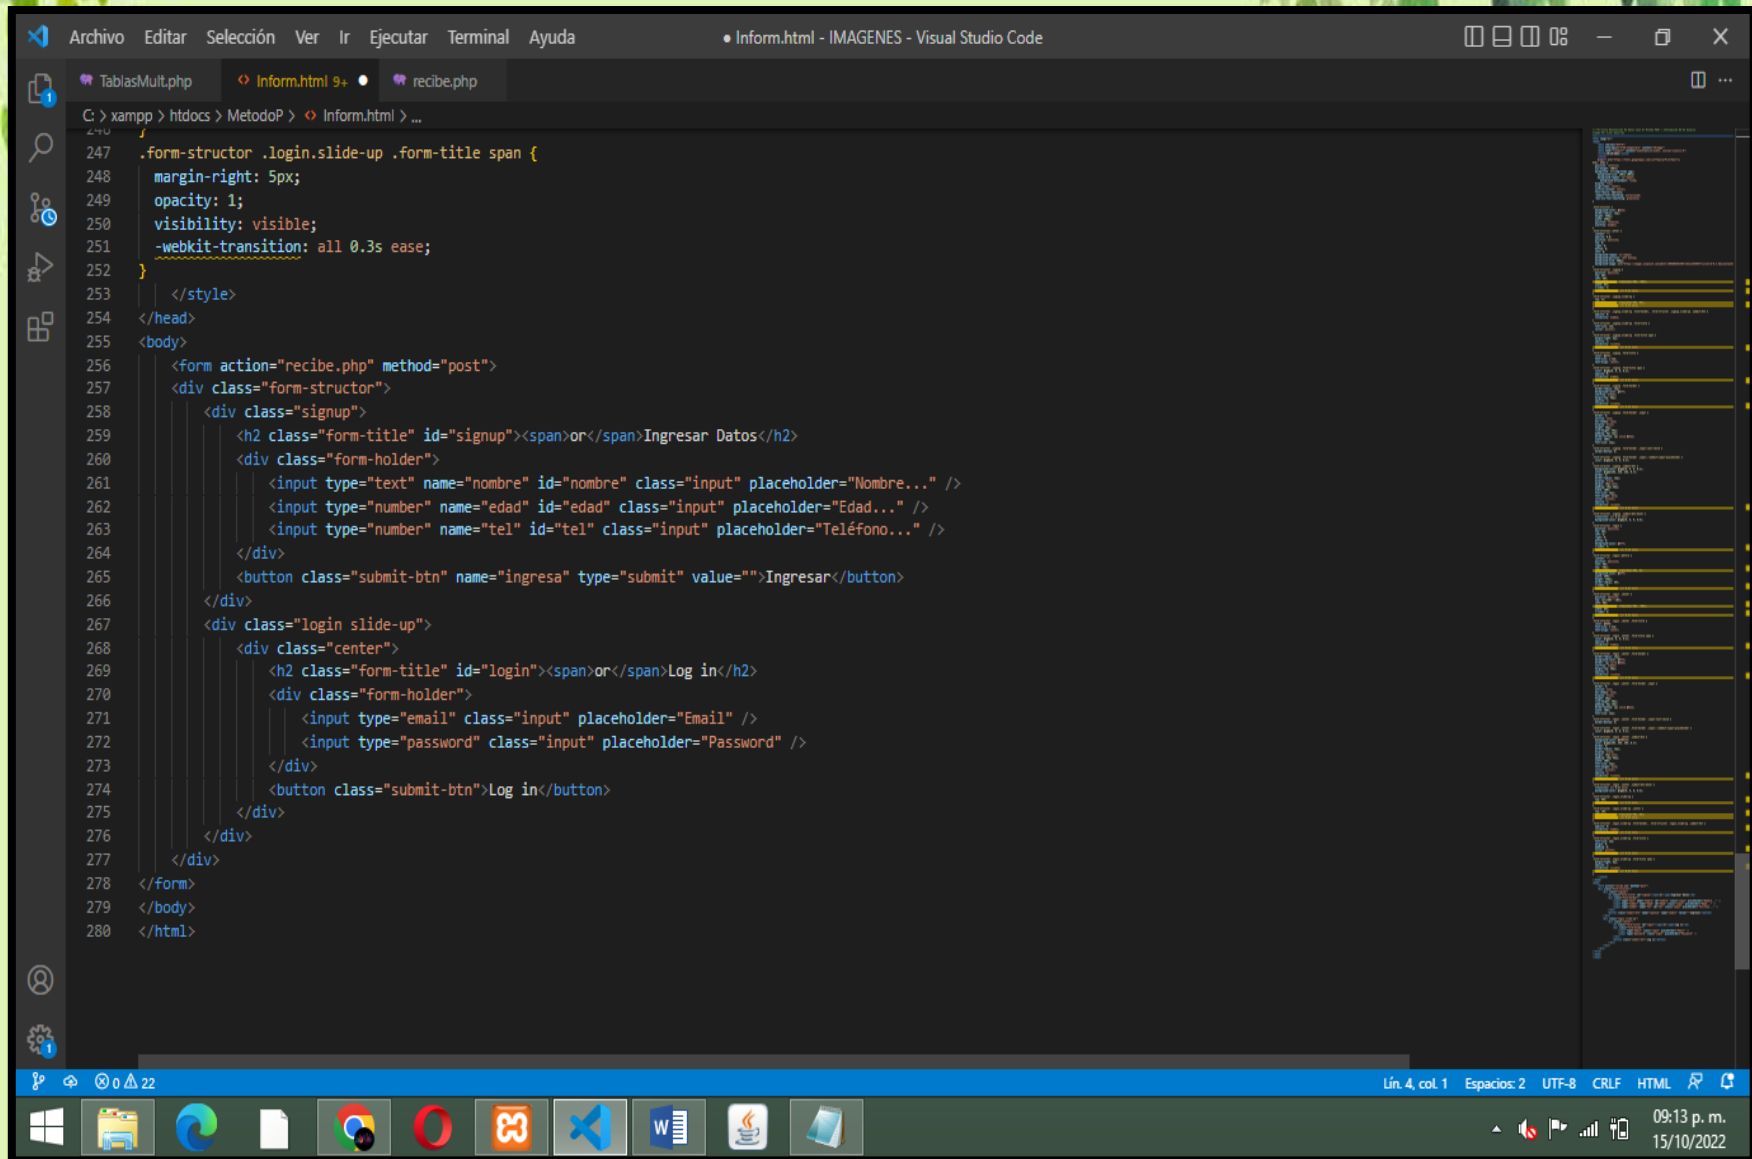 Archivo Editar Selección Ver Ir Ejecutar Terminal Ayuda
● Inform.html - IMAGENES - Visual Studio Code
TablasMult.php
Inform.html 9+ ●
recibe.php
C: > xampp > htdocs > MetodoP > <> Inform.html > ...
246 }
247 .form-structor .login.slide-up .form-title span {
248 margin-right: 5px;
249 opacity: 1;
250 visibility: visible;
251 -webkit-transition: all 0.3s ease;
252 }
253 </style>
254 </head>
255 <body>
256 <form action="recibe.php" method="post">
257 <div class="form-structor">
258 <div class="signup">
259 <h2 class="form-title" id="signup"><span>or</span>Ingresar Datos</h2>
260 <div class="form-holder">
261 <input type="text" name="nombre" id="nombre" class="input" placeholder="Nombre..." />
262 <input type="number" name="edad" id="edad" class="input" placeholder="Edad..." />
263 <input type="number" name="tel" id="tel" class="input" placeholder="Teléfono..." />
264 </div>
265 <button class="submit-btn" name="ingresa" type="submit" value="">Ingresar</button>
266 </div>
267 <div class="login slide-up">
268 <div class="center">
269 <h2 class="form-title" id="login"><span>or</span>Log in</h2>
270 <div class="form-holder">
271 <input type="email" class="input" placeholder="Email" />
272 <input type="password" class="input" placeholder="Password" />
273 </div>
274 <button class="submit-btn">Log in</button>
275 </div>
276 </div>
277 </div>
278 </form>
279 </body>
280 </html>
1
1
0 22
Lín. 4, col. 1 Espacios: 2 UTF-8 CRLF HTML
W
09:13 p. m.
15/10/2022